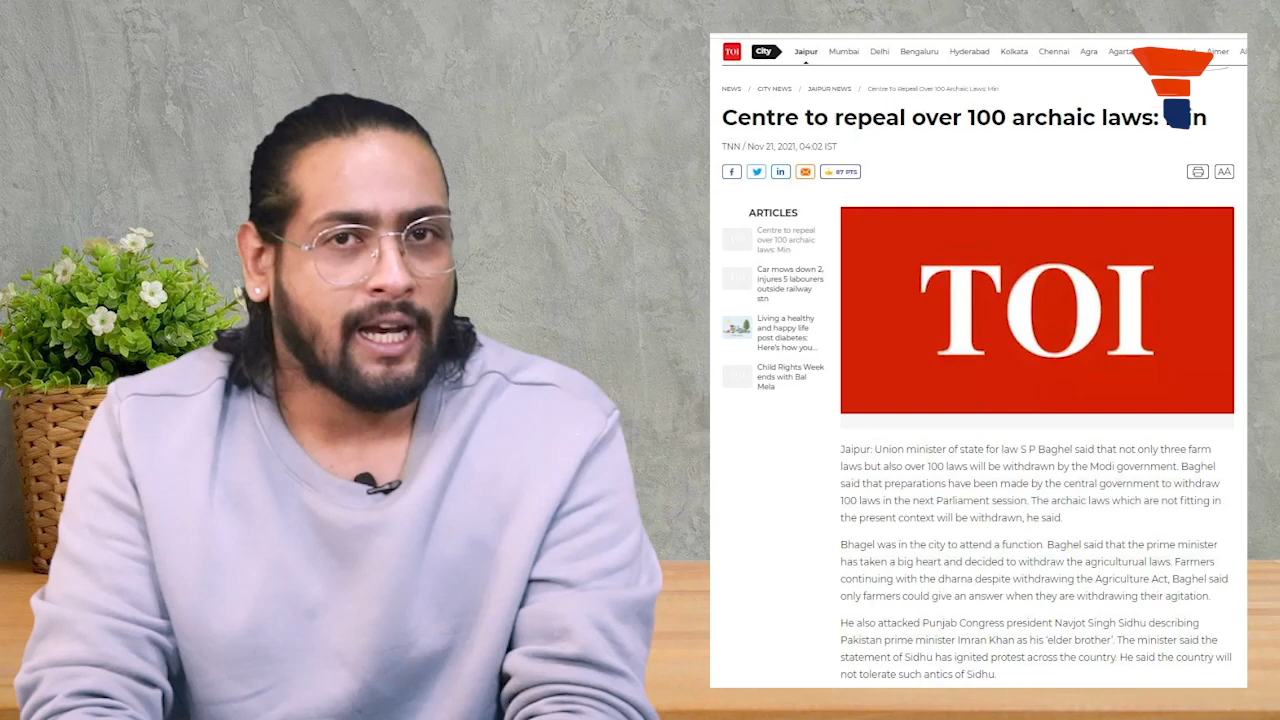 TOI City Jaipur Mumbai Delhi Bengaluru Hyderabad Kolkata Chennai Agra Ajmer
NEWS / CITY NEWS / JAIPUR NEWS / Centre To Repeal Over 100 Archaic Laws: Min
Centre to repeal over 100 archaic laws:
TNN / Nov 21, 2021, 04:02 IST
f in 87 PTS AA
ARTICLES
Centre to repeal
over 100 archaic
laws: Min
Car mows down 2,
injures 5 labourers
outside railway
stn
Living a healthy
and happy life
post diabetes:
Here's how you...
Child Rights Week
ends with Bal
Mela
TOI
Jaipur: Union minister of state for law S P Baghel said that not only three farm
laws but also over 100 laws will be withdrawn by the Modi government. Baghel
said that preparations have been made by the central government to withdraw
100 laws in the next Parliament session. The archaic laws which are not fitting in
the present context will be withdrawn, he said.
Bhagel was in the city to attend a function. Baghel said that the prime minister
has taken a big heart and decided to withdraw the agriculturual laws. Farmers
continuing with the dharna despite withdrawing the Agriculture Act, Baghel said
only farmers could give an answer when they are withdrawing their agitation.
He also attacked Punjab Congress president Navjot Singh Sidhu describing
Pakistan prime minister Imran Khan as his 'elder brother'. The minister said the
statement of Sidhu has ignited protest across the country. He said the country will
not tolerate such antics of Sidhu.